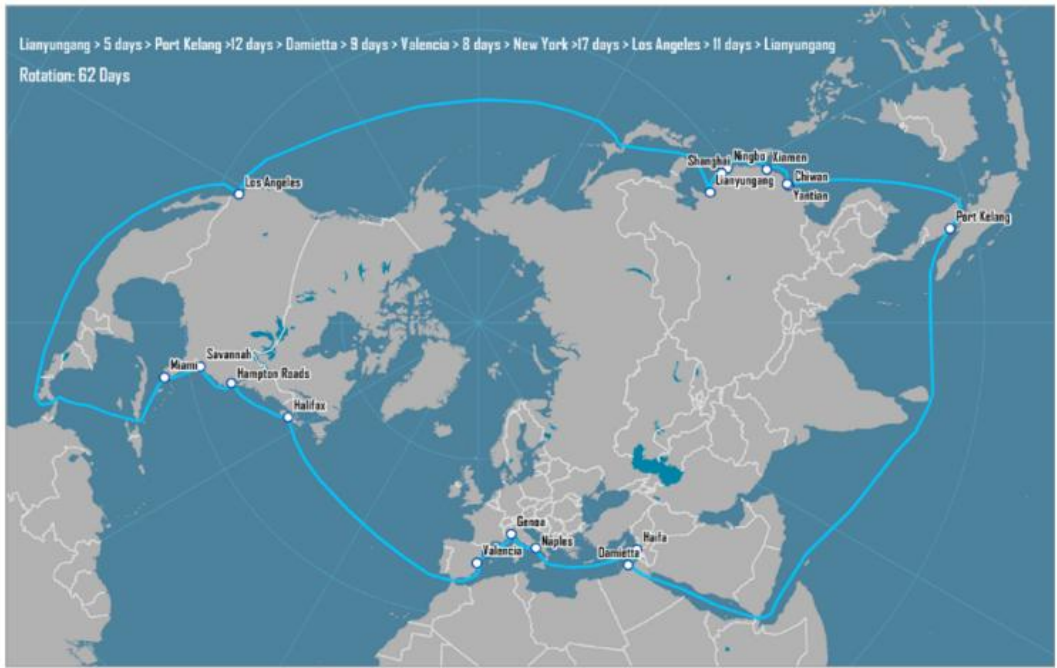 Lianyungang > 5 days > Port Kelang >12 days > Damietta > 9 days > Valencia > 8 days > New York >17 days > Los Angeles > 11 days > Lianyungang
Rotation: 62 Days
Shanghai
Ningbo
Xiamen
Los Angeles
Lianyungang
Chiwan
Yantian
Port Kelang
Savannah
Miami
Hampton Roads
Halifax
Genoa
Naples
Haifa
Valencia
Damietta